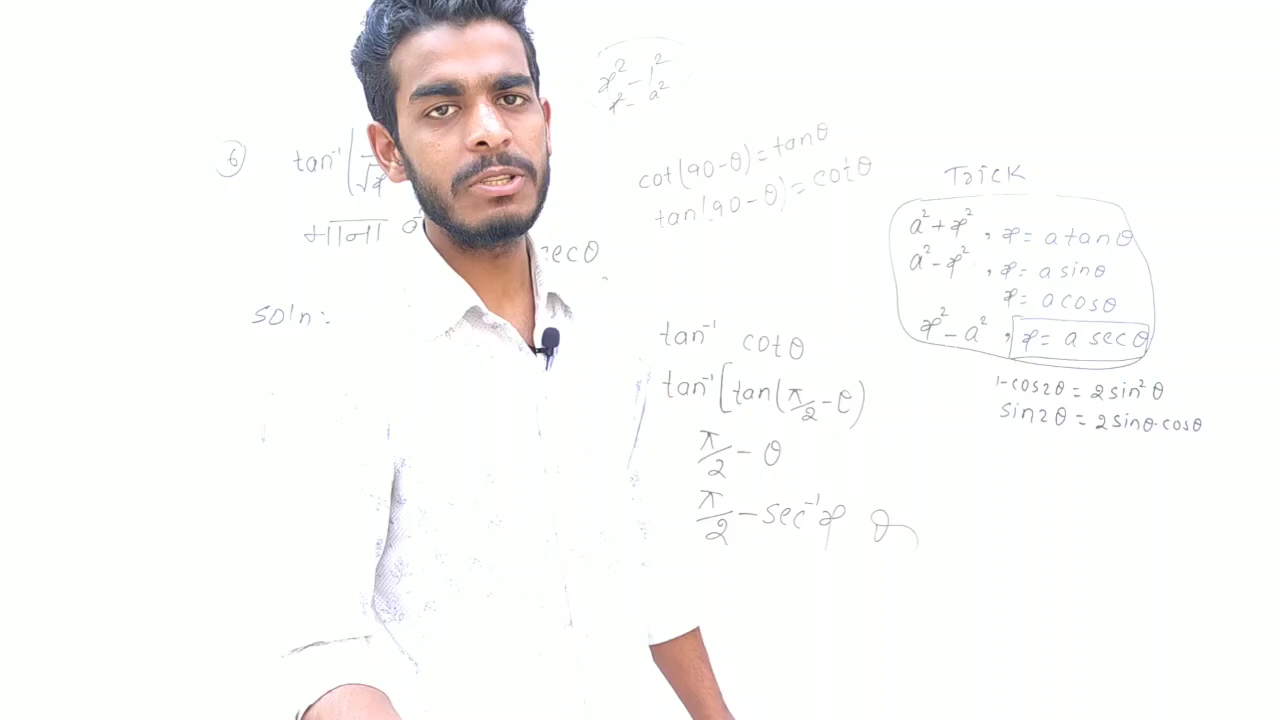 x² - 1²
x² - a²
6) tan⁻¹(
√x
माना
secθ
soln:
cot(90-θ) = tanθ
tan(90-θ) = cotθ
tan⁻¹ cotθ
tan⁻¹[tan(π/2 - θ)
π/2 - θ
π/2 - sec⁻¹x
Trick
a² + x², x = a tanθ
a² - x², x = a sinθ
x = a cosθ
x² - a², x = a secθ
1-cos2θ = 2sin²θ
sin2θ = 2sinθ·cosθ